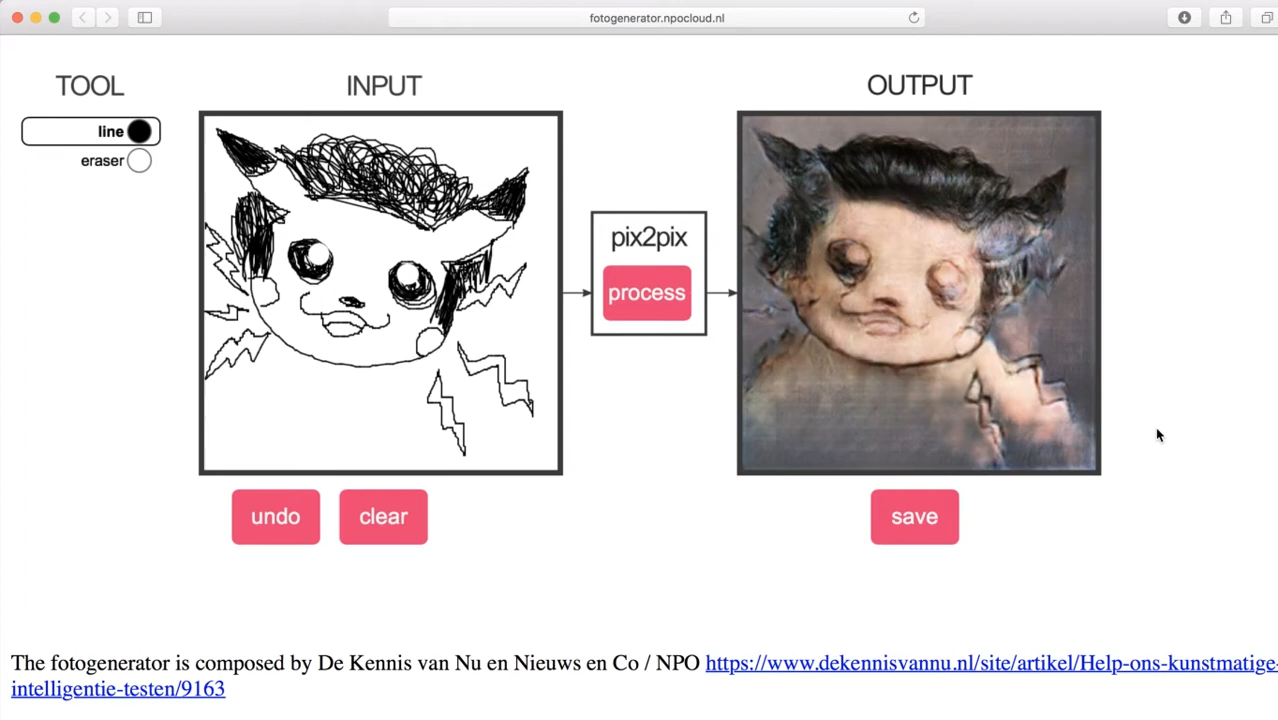 fotogenerator.npocloud.nl
TOOL
INPUT
OUTPUT
line
eraser
pix2pix
process
undo
clear
save
The fotogenerator is composed by De Kennis van Nu en Nieuws en Co / NPO https://www.dekennisvannu.nl/site/artikel/Help-ons-kunstmatige-
intelligentie-testen/9163